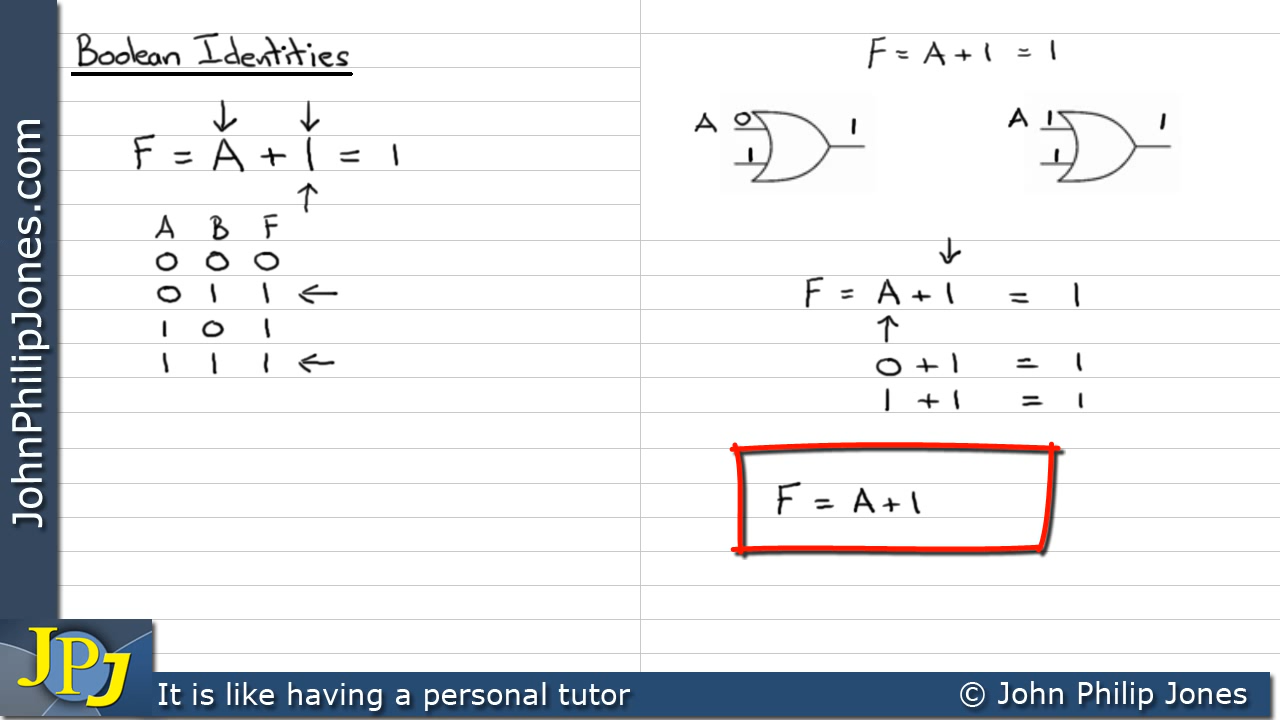 JohnPhilipJones.com
Boolean Identities
F = A + 1 = 1
A B F
0 0 0
0 1 1
1 0 1
1 1 1
F = A + 1 = 1
A 0 1 1
A 1 1 1
F = A + 1 = 1
0 + 1 = 1
1 + 1 = 1
F = A + 1
JPJ
It is like having a personal tutor
© John Philip Jones